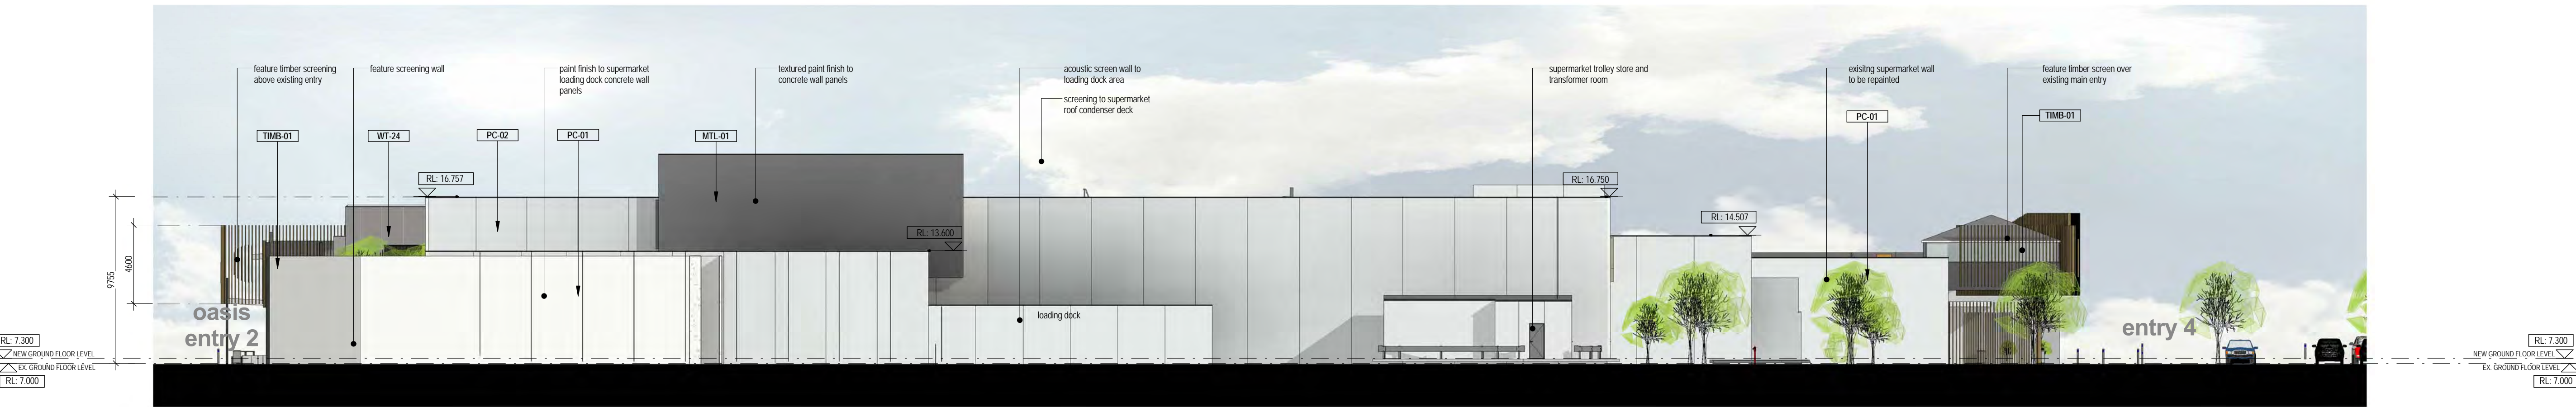 feature timber screening
above existing entry
feature screening wall
paint finish to supermarket
loading dock concrete wall
panels
textured paint finish to
concrete wall panels
acoustic screen wall to
loading dock area
screening to supermarket
roof condenser deck
supermarket trolley store and
transformer room
exisitng supermarket wall
to be repainted
feature timber screen over
existing main entry
TIMB-01
WT-24
PC-02
PC-01
MTL-01
PC-01
TIMB-01
RL: 16.757
RL: 13.600
RL: 16.750
RL: 14.507
9755
4600
oasis
entry 2
loading dock
entry 4
RL: 7.300
NEW GROUND FLOOR LEVEL
EX. GROUND FLOOR LEVEL
RL: 7.000
RL: 7.300
NEW GROUND FLOOR LEVEL
EX. GROUND FLOOR LEVEL
RL: 7.000